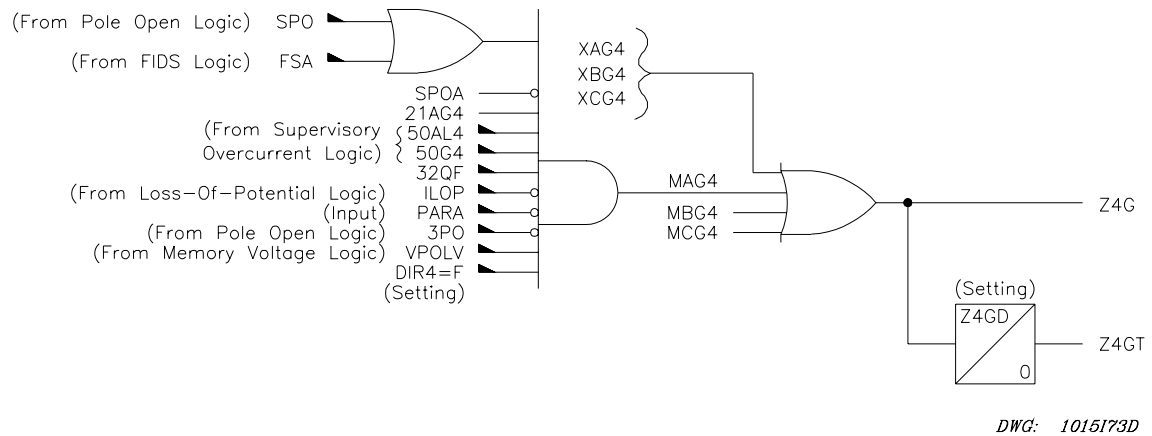 (From Pole Open Logic) SPO
(From FIDS Logic) FSA
SPOA
21AG4
(From Supervisory 50AL4
Overcurrent Logic) 50G4
32QF
(From Loss-Of-Potential Logic) ILOP
(Input) PARA
(From Pole Open Logic) 3PO
(From Memory Voltage Logic) VPOLV
DIR4=F
(Setting)
XAG4
XBG4
XCG4
MAG4
MBG4
MCG4
Z4G
(Setting)
Z4GD
0
Z4GT
DWG: 1015I73D